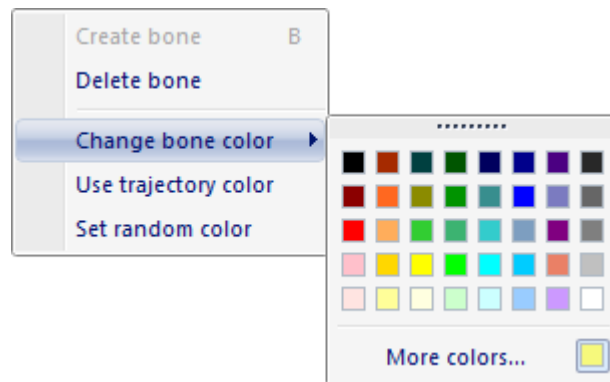 Create bone B
Delete bone
Change bone color
Use trajectory color
Set random color
More colors...